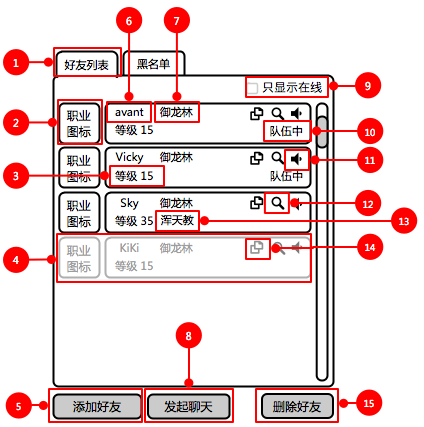 6
7
好友列表
黑名单
1
只显示在线
9
2
职业
图标
avant 御龙林
等级 15
队伍中
10
3
职业
图标
Vicky 御龙林
等级 15
队伍中
11
职业
图标
Sky 御龙林
等级 35 浑天教
12
13
4
职业
图标
KiKi 御龙林
等级 15
14
8
5
添加好友
发起聊天
删除好友
15